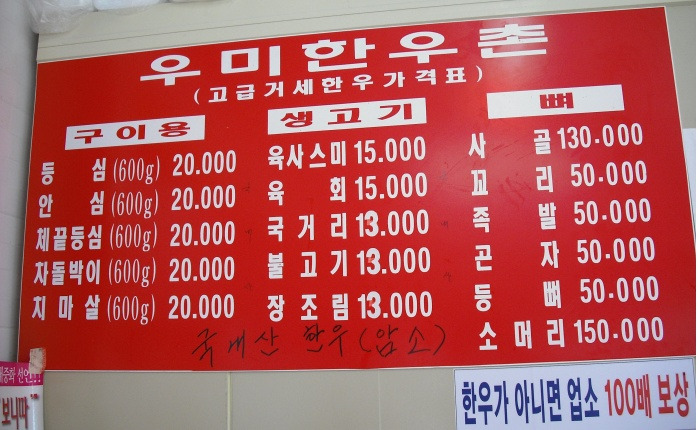 우미한우촌
(고급거세한우가격표)
구이용
등심(600g) 20.000
안심(600g) 20.000
체끝등심(600g) 20.000
차돌박이(600g) 20.000
치마살(600g) 20.000
생고기
육사스미 15.000
육회 15.000
국거리 13.000
불고기 13.000
장조림 13.000
뼈
사골 130.000
꼬리 50.000
족발 50.000
곤자 50.000
등뼈 50.000
소머리 150.000
국내산 한우(암소)
한우가 아니면 업소 100배 보상
선언!!
"보니따"